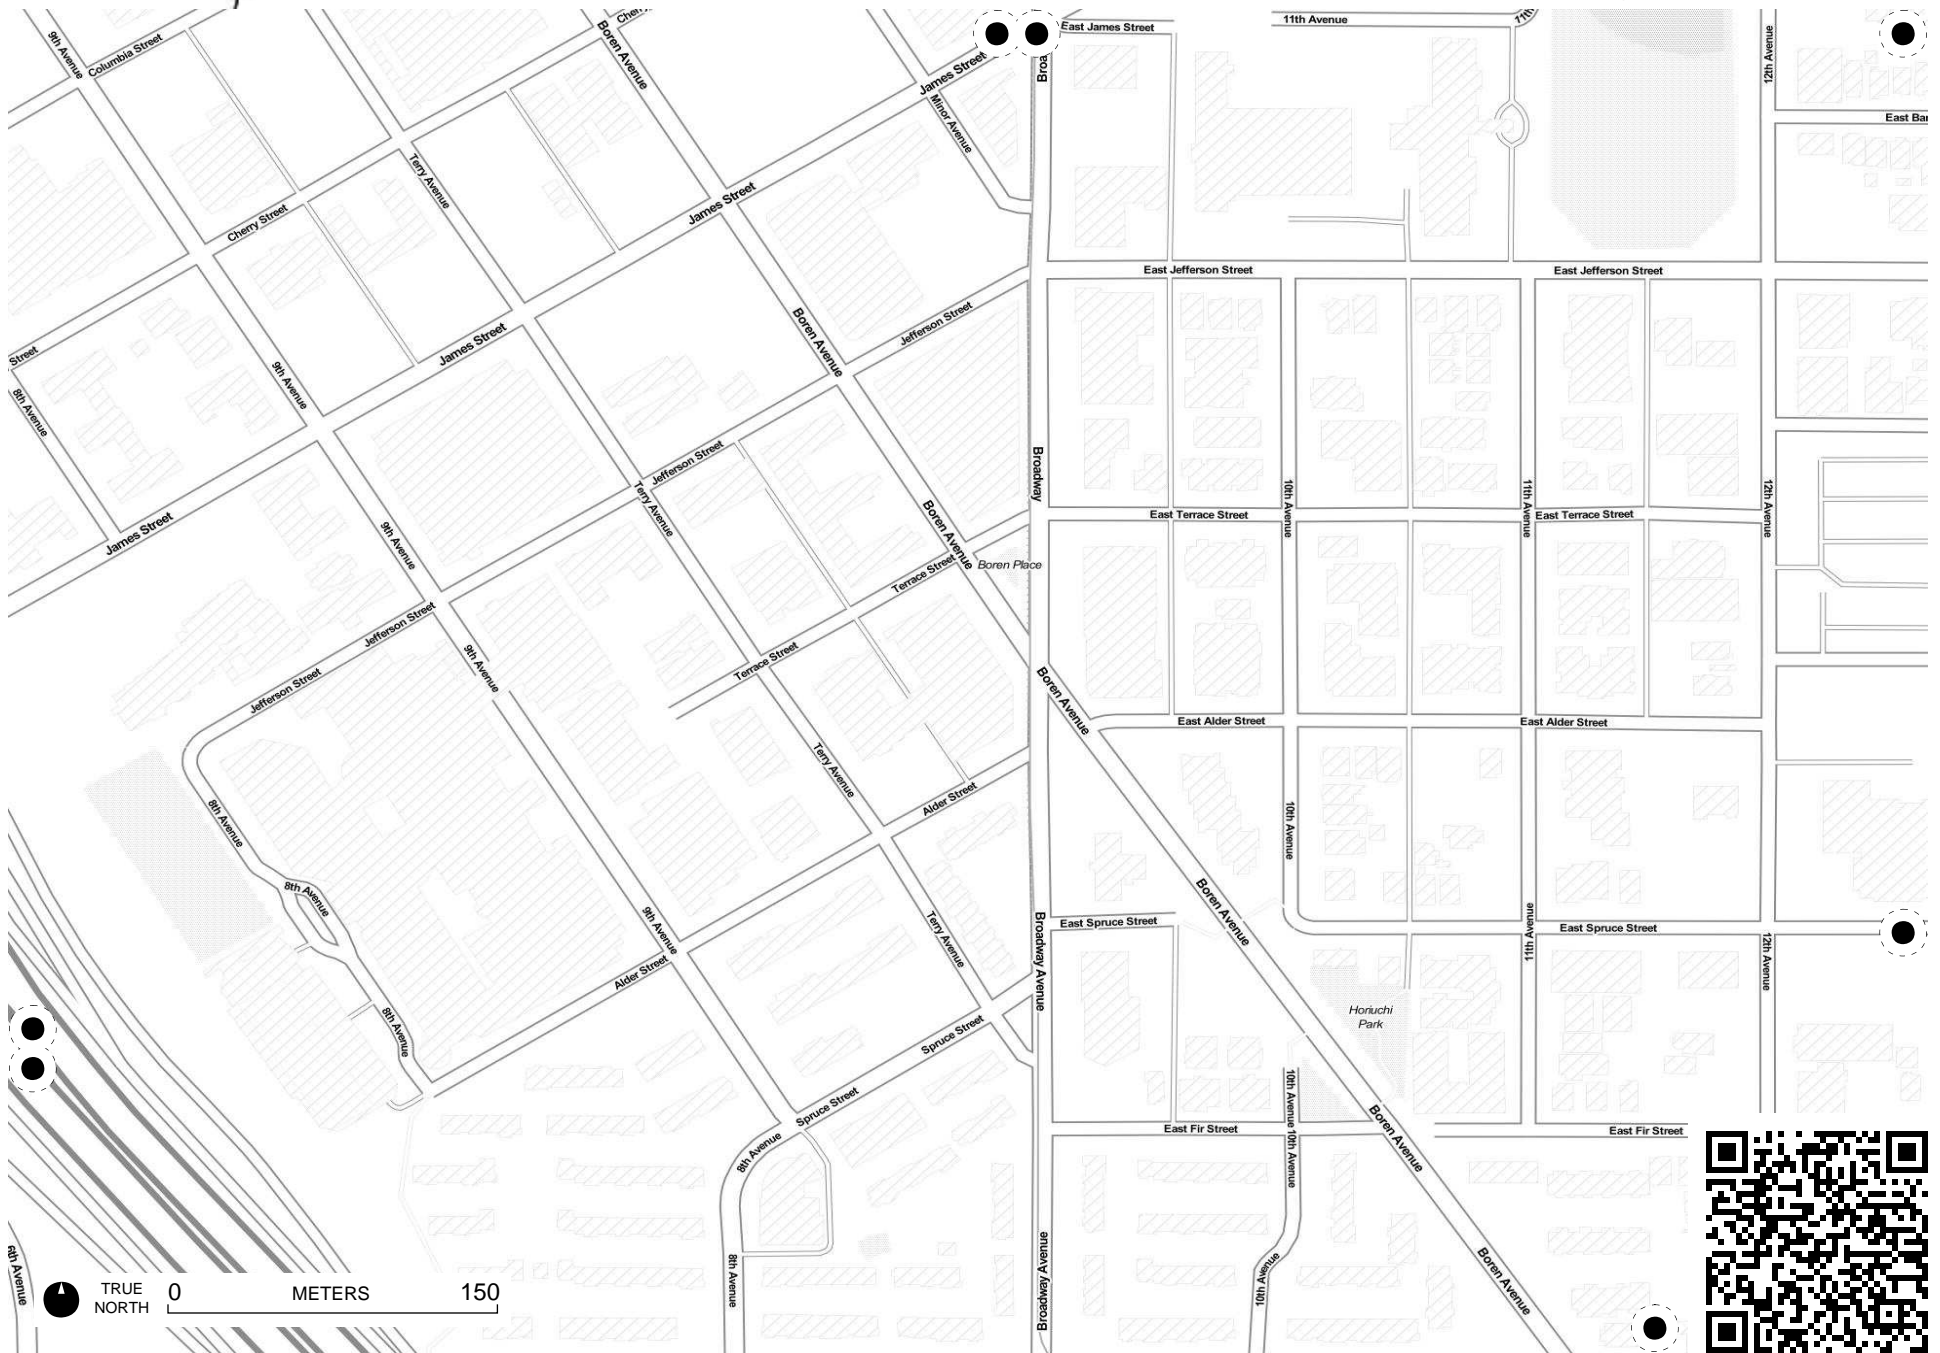 East James Street
11th Avenue
11th
12th Avenue
9th Avenue
Columbia Street
Boren Avenue
Cherry
James Street
Minor Avenue
Broa
East Bar
Terry Avenue
Cherry Street
James Street
East Jefferson Street
East Jefferson Street
Boren Avenue
Jefferson Street
James Street
Street
9th Avenue
8th Avenue
Jefferson Street
Broadway
10th Avenue
11th Avenue
12th Avenue
East Terrace Street
East Terrace Street
Terry Avenue
Boren Avenue
James Street
9th Avenue
Terrace Street
Boren Place
Jefferson Street
Terrace Street
9th Avenue
Jefferson Street
Boren Avenue
East Alder Street
East Alder Street
Terry Avenue
Alder Street
8th Avenue
10th Avenue
8th Avenue
9th Avenue
Boren Avenue
Terry Avenue
East Spruce Street
East Spruce Street
Broadway Avenue
11th Avenue
12th Avenue
Alder Street
Horiuchi
Park
8th Avenue
Spruce Street
Spruce Street
10th Avenue
10th Avenue
East Fir Street
East Fir Street
Boren Avenue
8th Avenue
8th Avenue
Broadway Avenue
10th Avenue
Boren Avenue
6th Avenue
TRUE
NORTH
0 METERS 150